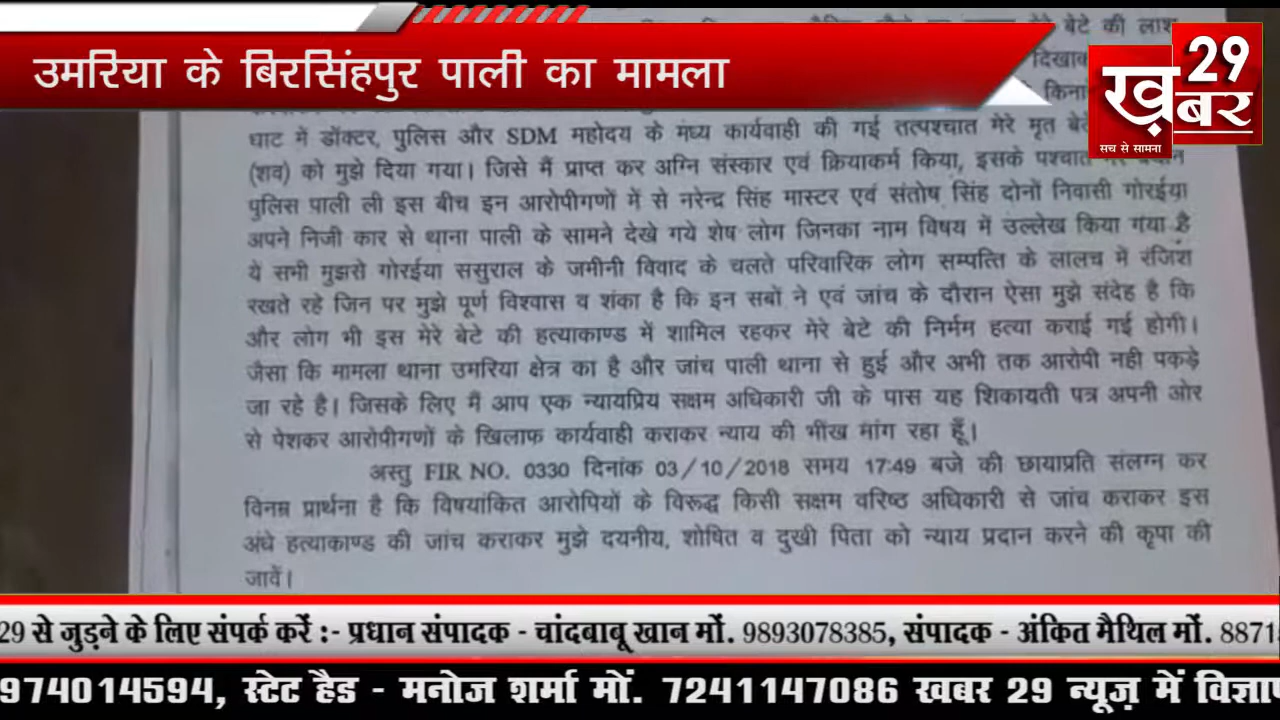 उमरिया के बिरसिंहपुर पाली का मामला
29
ख़बर
सच से सामना
बेटे की लाश
घाट में डॉक्टर, पुलिस और SDM महोदय के मध्य कार्यवाही की गई तत्पश्चात मेरे मृत
(शव) को मुझे दिया गया। जिसे मैं प्राप्त कर अग्नि संस्कार एवं क्रियाकर्म किया, इसके पश्चात
पुलिस पाली ली इस बीच इन आरोपीगणों में से नरेन्द्र सिंह मास्टर एवं संतोष सिंह दोनों निवासी गोरईया
अपने निजी कार से थाना पाली के सामने देखे गये शेष लोग जिनका नाम विषय में उल्लेख किया गया है
ये सभी मुझसे गोरईया ससुराल के जमीनी विवाद के चलते परिवारिक लोग सम्पत्ति के लालच में रंजिश
रखते रहे जिन पर मुझे पूर्ण विश्वास व शंका है कि इन सबों ने एवं जांच के दौरान ऐसा मुझे संदेह है कि
और लोग भी इस मेरे बेटे की हत्याकाण्ड में शामिल रहकर मेरे बेटे की निर्मम हत्या कराई गई होगी।
जैसा कि मामला थाना उमरिया क्षेत्र का है और जांच पाली थाना से हुई और अभी तक आरोपी नही पकड़े
जा रहे है। जिसके लिए मैं आप एक न्यायप्रिय सक्षम अधिकारी जी के पास यह शिकायती पत्र अपनी ओर
से पेशकर आरोपीगणों के खिलाफ कार्यवाही कराकर न्याय की भीख मांग रहा हूँ।
अस्तु FIR NO. 0330 दिनांक 03/10/2018 समय 17:49 बजे की छायाप्रति संलग्न कर
विनम्र प्रार्थना है कि विषयांकित आरोपियों के विरूद्ध किसी सक्षम वरिष्ठ अधिकारी से जांच कराकर इस
अंधे हत्याकाण्ड की जांच कराकर मुझे दयनीय, शोषित व दुखी पिता को न्याय प्रदान करने की कृपा की
जावें।
29 से जुड़ने के लिए संपर्क करें :- प्रधान संपादक - चांदबाबू खान मों. 9893078385, संपादक - अंकित मैथिल मों. 8871
974014594, स्टेट हैड - मनोज शर्मा मों. 7241147086 खबर 29 न्यूज़ में विज्ञाप